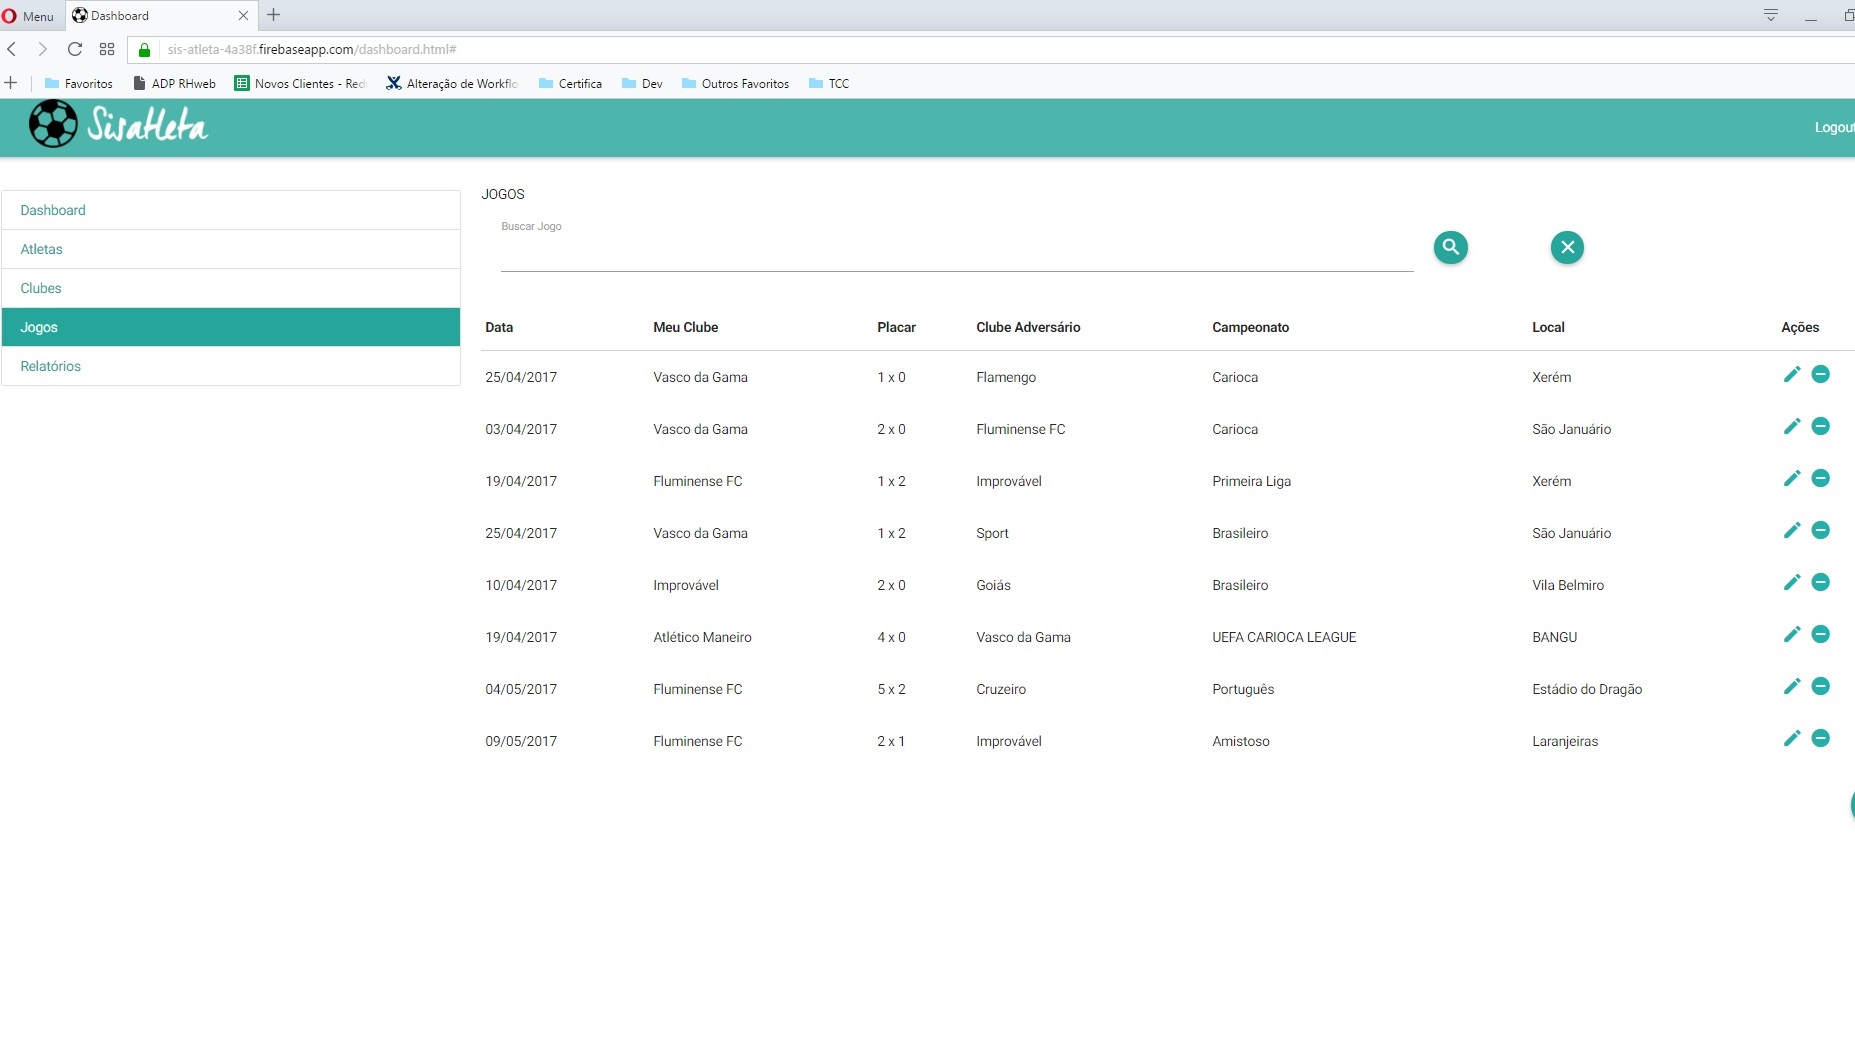 Menu Dashboard
sis-atleta-4a38f.firebaseapp.com/dashboard.html#
Favoritos ADP RHweb Novos Clientes - Red Alteração de Workflo Certifica Dev Outros Favoritos TCC
Sisatleta Logout
Dashboard
Atletas
Clubes
Jogos
Relatórios
JOGOS
Buscar Jogo
Data Meu Clube Placar Clube Adversário Campeonato Local Ações
25/04/2017 Vasco da Gama 1 x 0 Flamengo Carioca Xerém
03/04/2017 Vasco da Gama 2 x 0 Fluminense FC Carioca São Januário
19/04/2017 Fluminense FC 1 x 2 Improvável Primeira Liga Xerém
25/04/2017 Vasco da Gama 1 x 2 Sport Brasileiro São Januário
10/04/2017 Improvável 2 x 0 Goiás Brasileiro Vila Belmiro
19/04/2017 Atlético Maneiro 4 x 0 Vasco da Gama UEFA CARIOCA LEAGUE BANGU
04/05/2017 Fluminense FC 5 x 2 Cruzeiro Português Estádio do Dragão
09/05/2017 Fluminense FC 2 x 1 Improvável Amistoso Laranjeiras